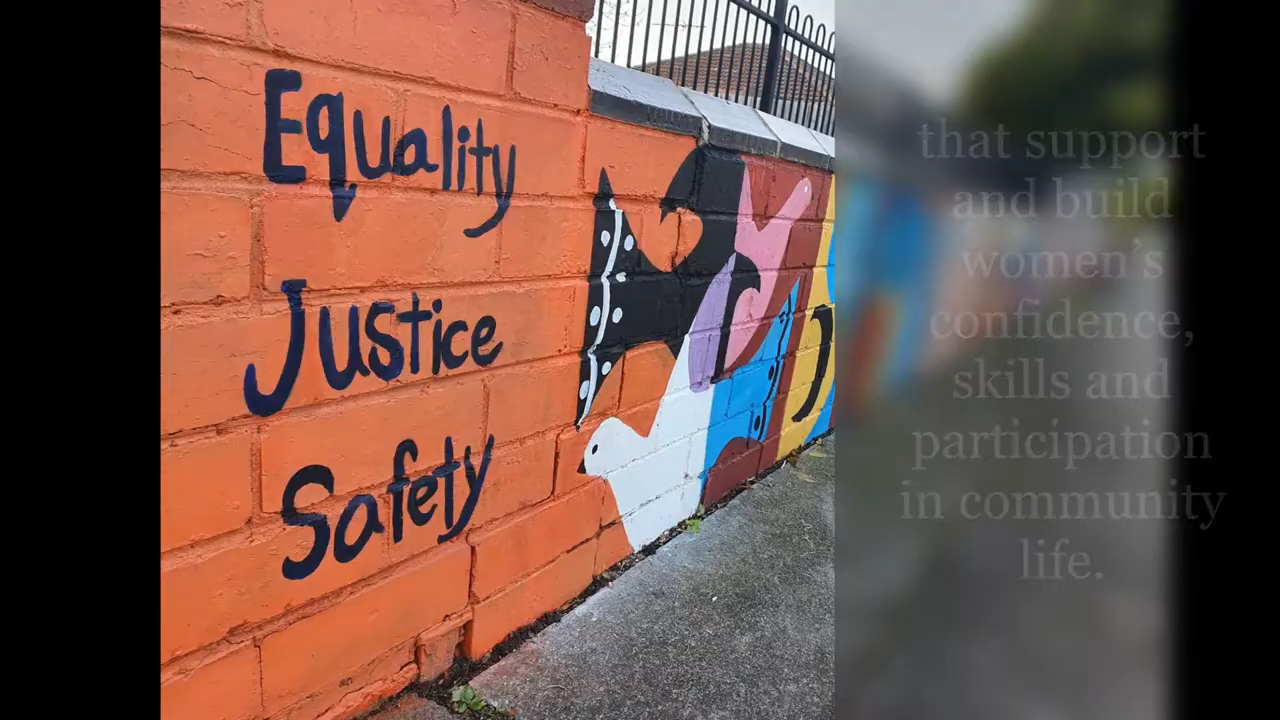 Equality
Justice
Safety
that support
and build
women's
confidence,
skills and
participation
in community
life.